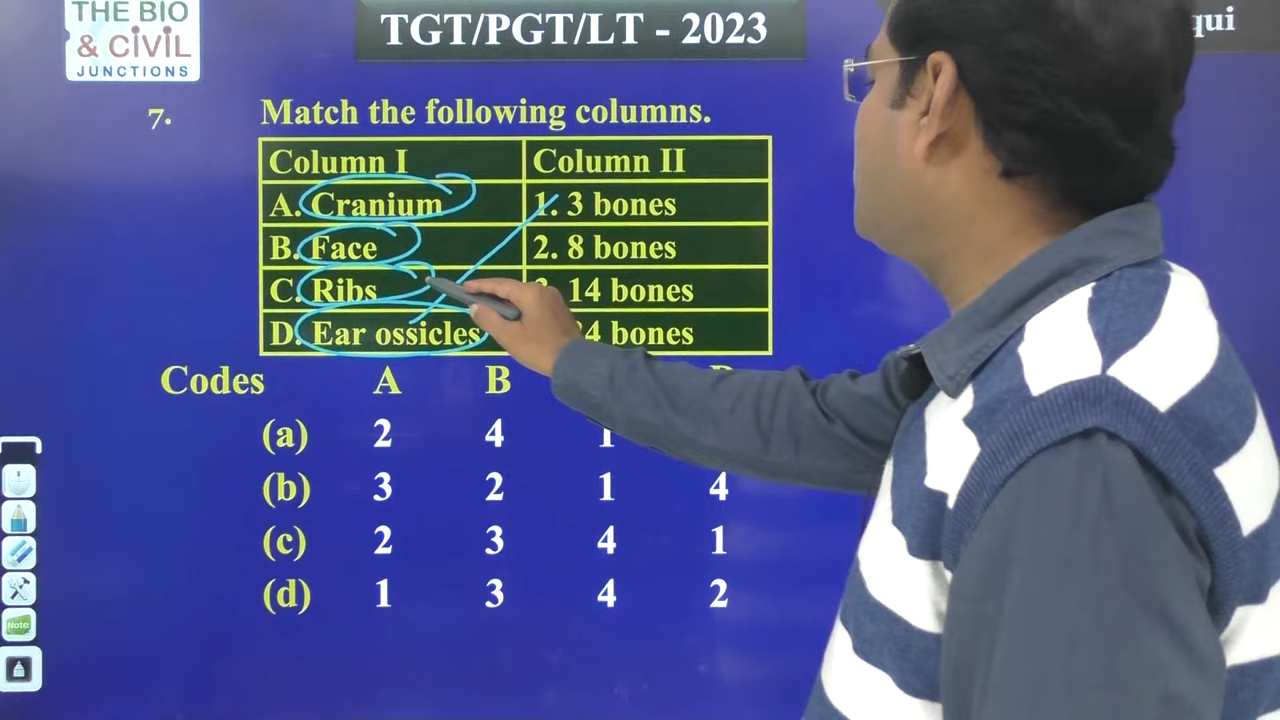 THE BIO
& CIVIL
JUNCTIONS
TGT/PGT/LT - 2023
qui
7. Match the following columns.
Column I Column II
A. Cranium 1. 3 bones
B. Face 2. 8 bones
C. Ribs 14 bones
D. Ear ossicles 4 bones
Codes A B
(a) 2 4 1
(b) 3 2 1 4
(c) 2 3 4 1
(d) 1 3 4 2
Note